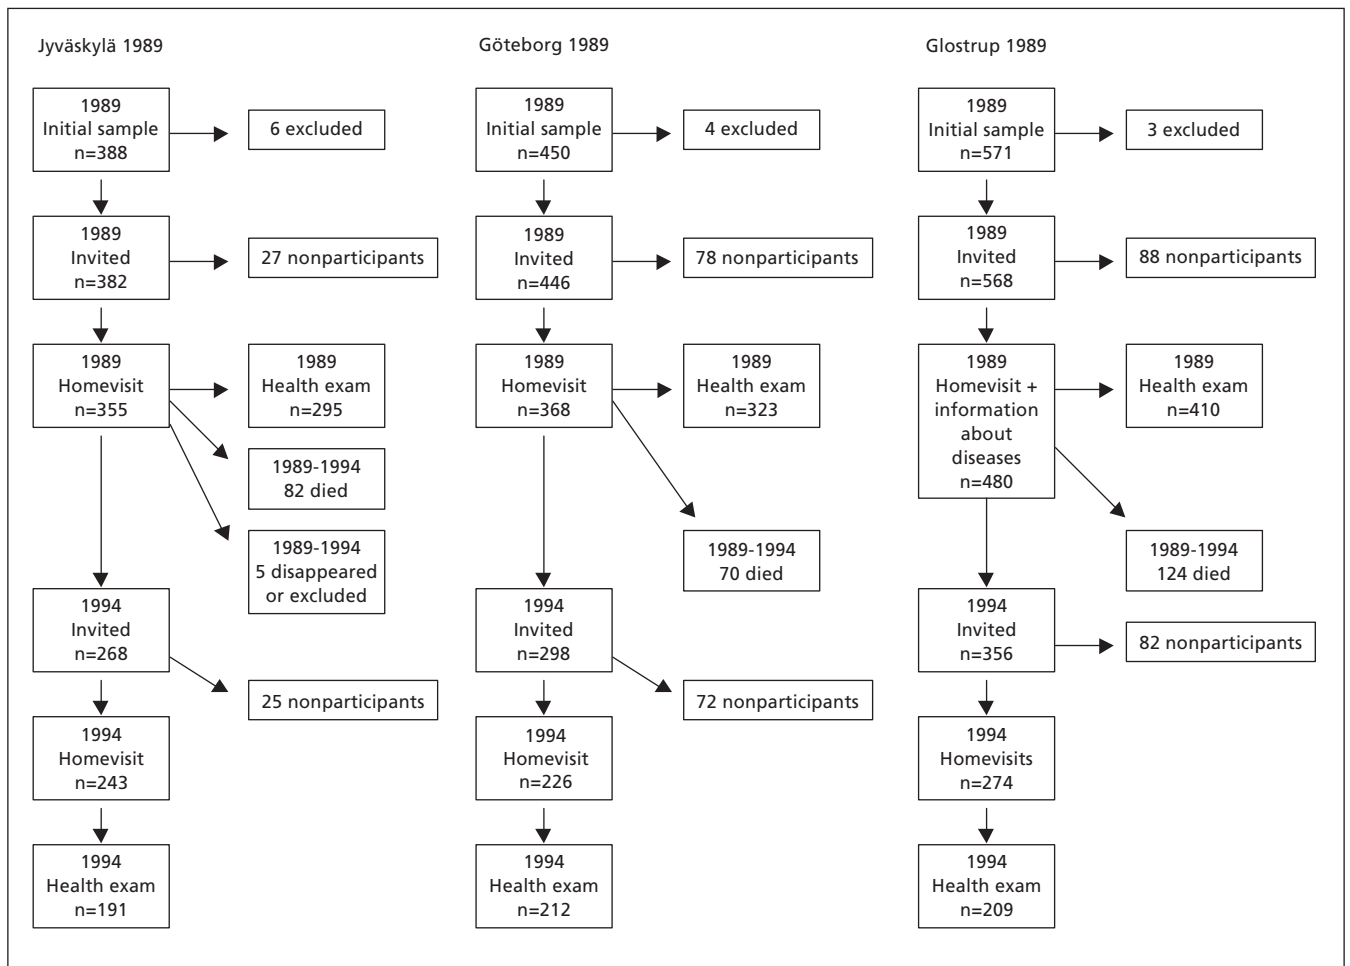 Jyväskylä 1989
1989
Initial sample
n=388
6 excluded
1989
Invited
n=382
27 nonparticipants
1989
Homevisit
n=355
1989
Health exam
n=295
1989-1994
82 died
1989-1994
5 disappeared
or excluded
1994
Invited
n=268
25 nonparticipants
1994
Homevisit
n=243
1994
Health exam
n=191
Göteborg 1989
1989
Initial sample
n=450
4 excluded
1989
Invited
n=446
78 nonparticipants
1989
Homevisit
n=368
1989
Health exam
n=323
1989-1994
70 died
1994
Invited
n=298
72 nonparticipants
1994
Homevisit
n=226
1994
Health exam
n=212
Glostrup 1989
1989
Initial sample
n=571
3 excluded
1989
Invited
n=568
88 nonparticipants
1989
Homevisit +
information
about
diseases
n=480
1989
Health exam
n=410
1989-1994
124 died
1994
Invited
n=356
82 nonparticipants
1994
Homevisits
n=274
1994
Health exam
n=209